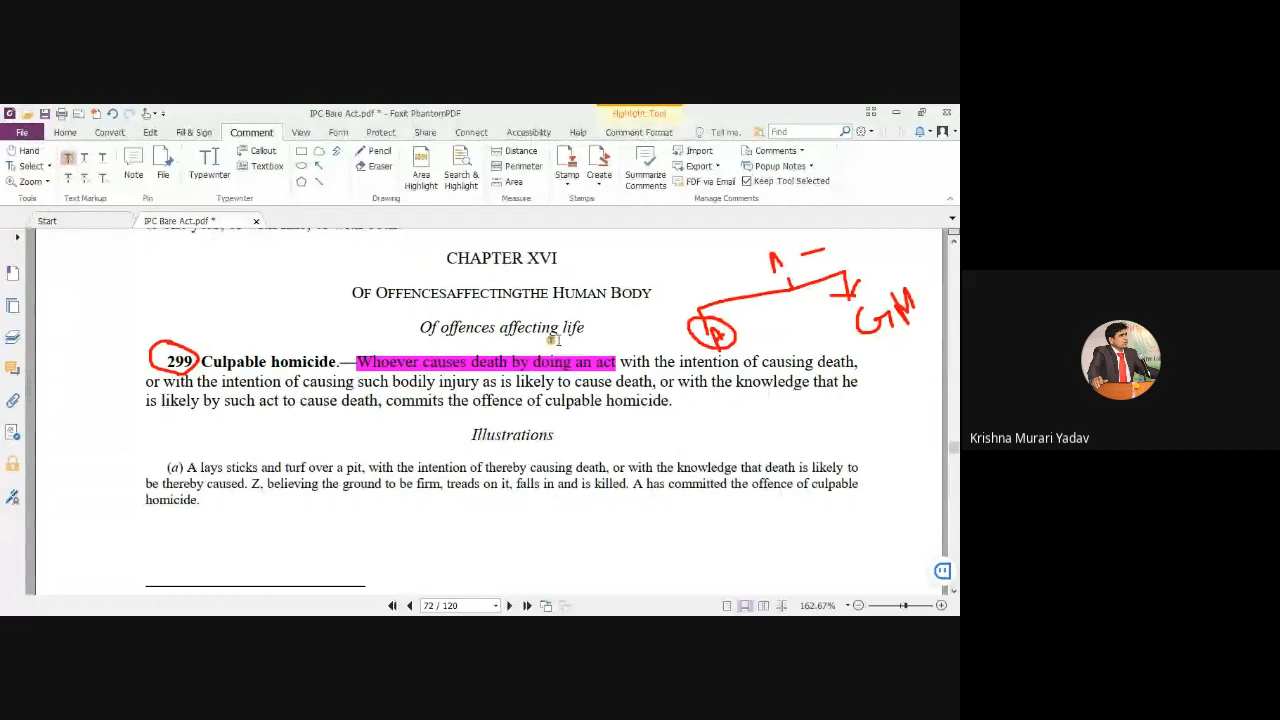 IPC Bare Act.pdf * - Foxit PhantomPDF
Highlight Tool
File Home Convert Edit Fill & Sign Comment View Form Protect Share Connect Accessibility Help Comment Format Tell me. Find
Hand
Select
Zoom
Tools
T T T
T T T
Text Markup
Note
File
Pin
Typewriter
Callout
Textbox
Typewriter
Pencil
Eraser
Drawing
Area Highlight
Search & Highlight
Distance
Perimeter
Area
Measure
Stamp
Create
Stamps
Summarize Comments
Import
Export
FDF via Email
Comments
Popup Notes
Keep Tool Selected
Manage Comments
Start IPC Bare Act.pdf *
CHAPTER XVI
OF OFFENCESAFFECTINGTHE HUMAN BODY
Of offences affecting life
A
A
GM
299. Culpable homicide.—Whoever causes death by doing an act with the intention of causing death,
or with the intention of causing such bodily injury as is likely to cause death, or with the knowledge that he
is likely by such act to cause death, commits the offence of culpable homicide.
Illustrations
(a) A lays sticks and turf over a pit, with the intention of thereby causing death, or with the knowledge that death is likely to
be thereby caused. Z, believing the ground to be firm, treads on it, falls in and is killed. A has committed the offence of culpable
homicide.
72 / 120
162.67%
Krishna Murari Yadav